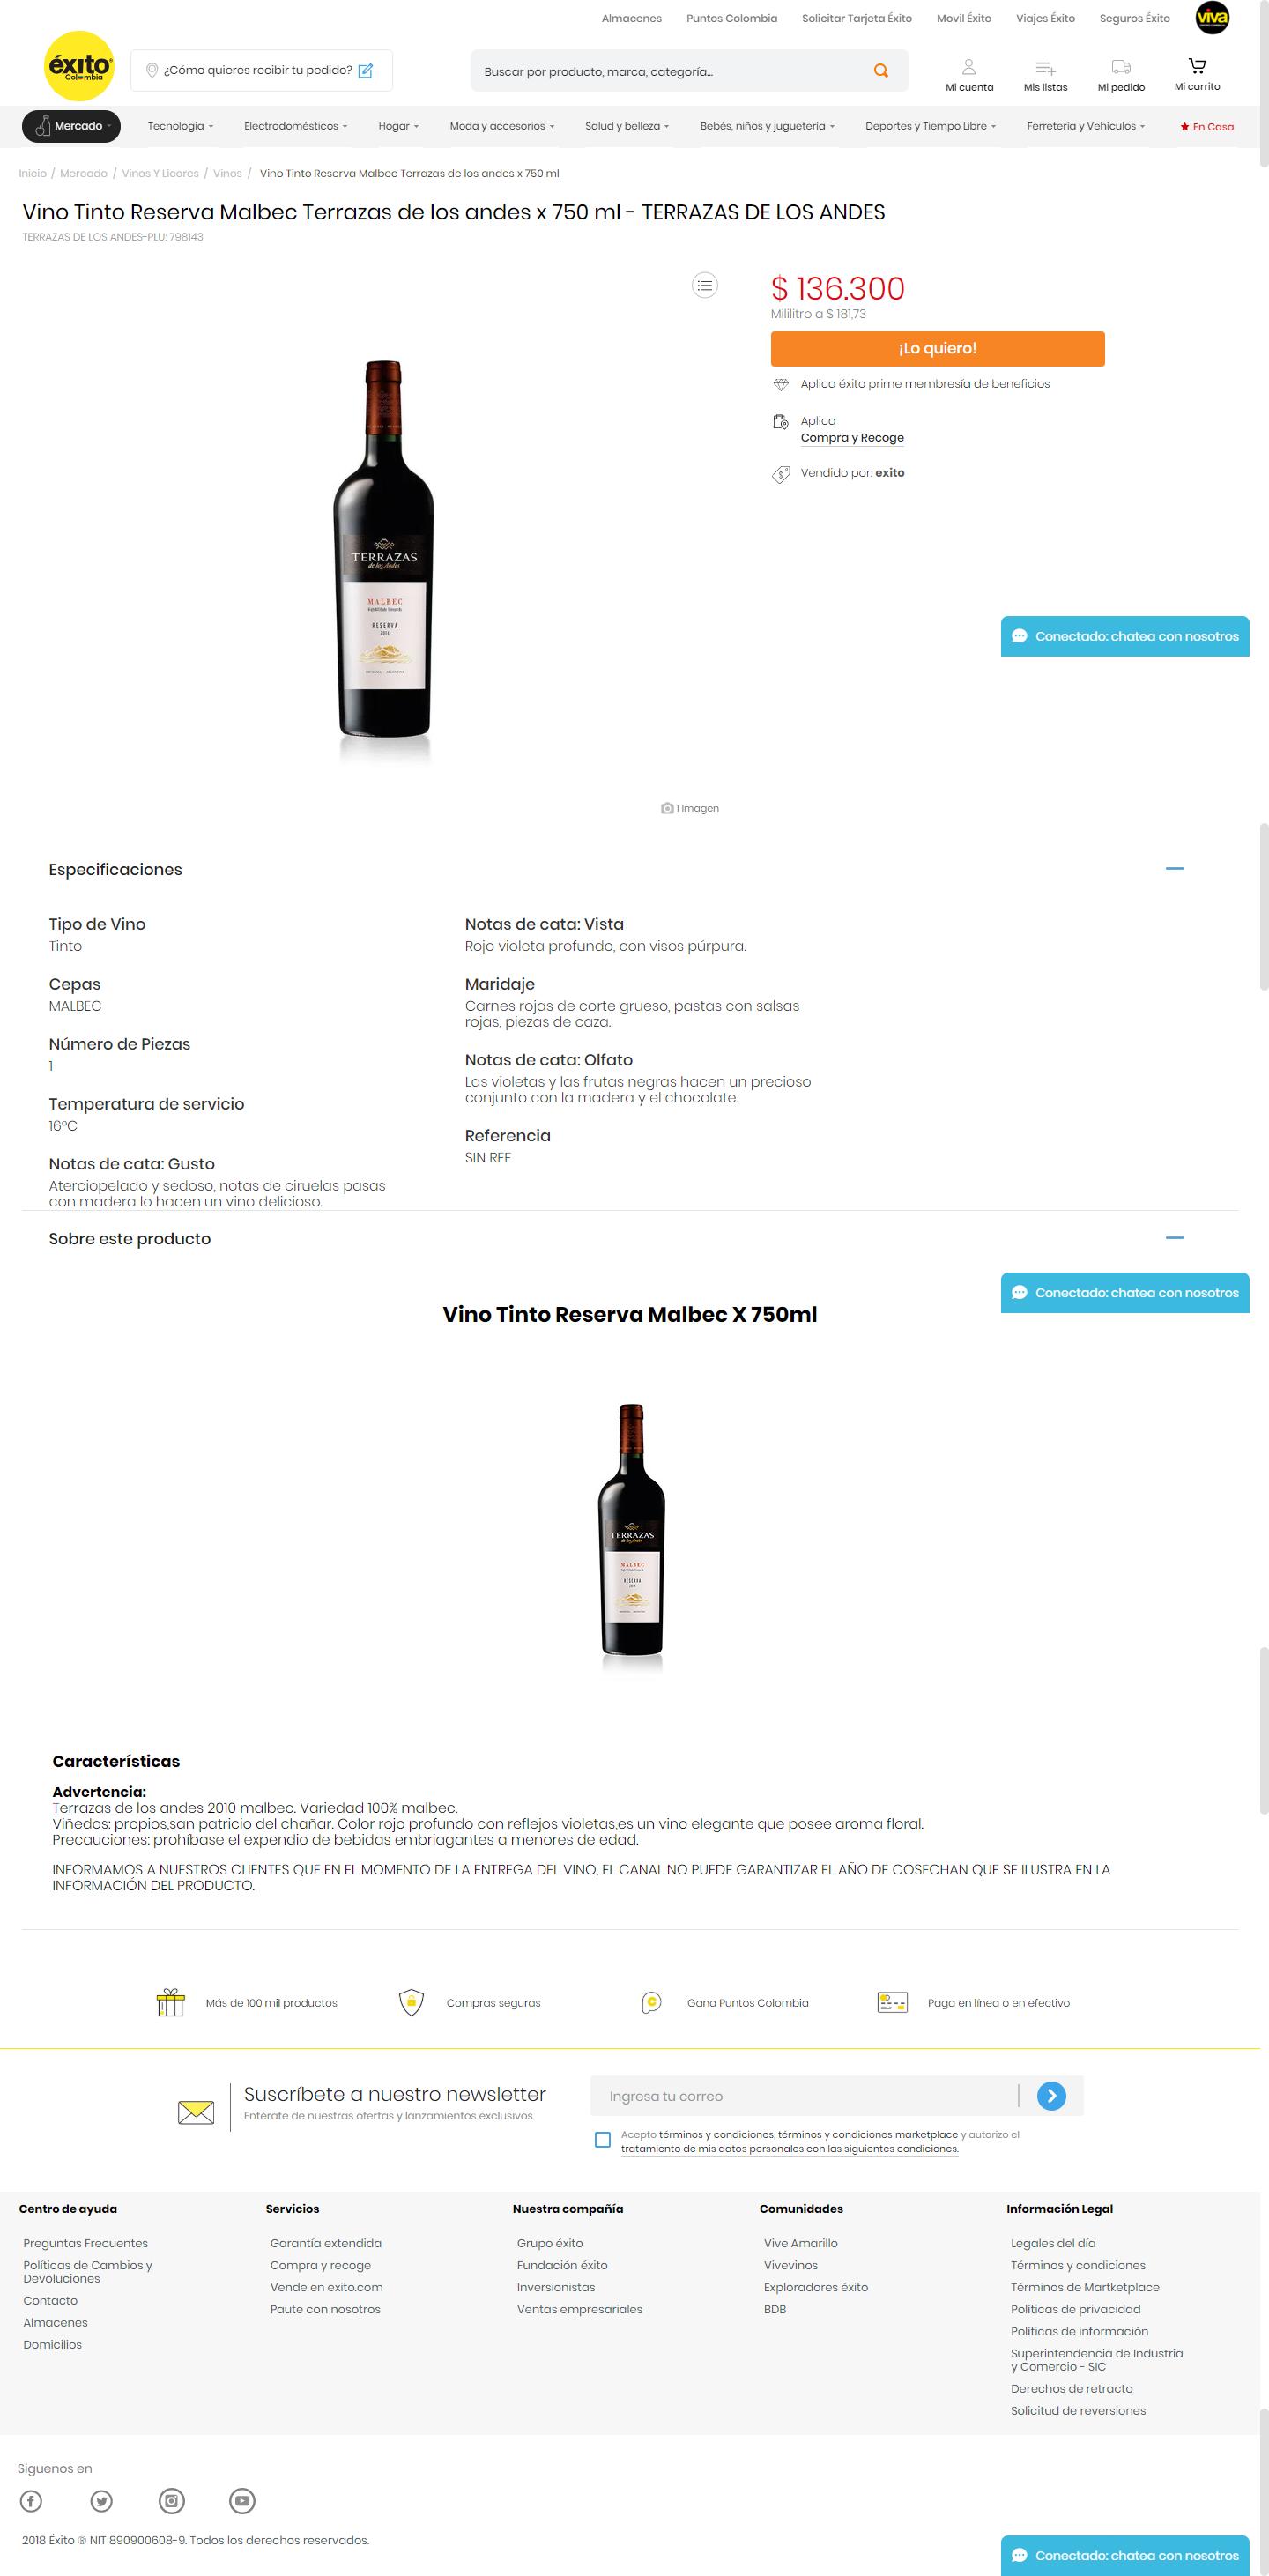 Almacenes Puntos Colombia Solicitar Tarjeta Éxito Movil Éxito Viajes Éxito Seguros Éxito viva
éxito
Colombia
¿Cómo quieres recibir tu pedido?
Buscar por producto, marca, categoría...
Mi cuenta Mis listas Mi pedido Mi carrito
Mercado Tecnología Electrodomésticos Hogar Moda y accesorios Salud y belleza Bebés, niños y juguetería Deportes y Tiempo Libre Ferretería y Vehículos En Casa
Inicio / Mercado / Vinos Y Licores / Vinos / Vino Tinto Reserva Malbec Terrazas de los andes x 750 ml
Vino Tinto Reserva Malbec Terrazas de los andes x 750 ml - TERRAZAS DE LOS ANDES
TERRAZAS DE LOS ANDES-PLU: 798143
$ 136.300
Mililitro a $ 181,73
¡Lo quiero!
Aplica éxito prime membresía de beneficios
Aplica
Compra y Recoge
Vendido por: exito
TERRAZAS
de los Andes
MALBEC
RESERVA
Conectado: chatea con nosotros
1 Imagen
Especificaciones
Tipo de Vino
Tinto
Cepas
MALBEC
Número de Piezas
1
Temperatura de servicio
16°C
Notas de cata: Gusto
Aterciopelado y sedoso, notas de ciruelas pasas
con madera lo hacen un vino delicioso.
Notas de cata: Vista
Rojo violeta profundo, con visos púrpura.
Maridaje
Carnes rojas de corte grueso, pastas con salsas
rojas, piezas de caza.
Notas de cata: Olfato
Las violetas y las frutas negras hacen un precioso
conjunto con la madera y el chocolate.
Referencia
SIN REF
Sobre este producto
Conectado: chatea con nosotros
Vino Tinto Reserva Malbec X 750ml
TERRAZAS
de los Andes
MALBEC
RESERVA
Características
Advertencia:
Terrazas de los andes 2010 malbec. Variedad 100% malbec.
Viñedos: propios,san patricio del chañar. Color rojo profundo con reflejos violetas,es un vino elegante que posee aroma floral.
Precauciones: prohíbase el expendio de bebidas embriagantes a menores de edad.
INFORMAMOS A NUESTROS CLIENTES QUE EN EL MOMENTO DE LA ENTREGA DEL VINO, EL CANAL NO PUEDE GARANTIZAR EL AÑO DE COSECHAN QUE SE ILUSTRA EN LA
INFORMACIÓN DEL PRODUCTO.
Más de 100 mil productos Compras seguras Gana Puntos Colombia Paga en línea o en efectivo
Suscríbete a nuestro newsletter
Entérate de nuestras ofertas y lanzamientos exclusivos
Ingresa tu correo
Acepto términos y condiciones, términos y condiciones marketplace y autorizo el
tratamiento de mis datos personales con las siguientes condiciones.
Centro de ayuda
Preguntas Frecuentes
Políticas de Cambios y
Devoluciones
Contacto
Almacenes
Domicilios
Servicios
Garantía extendida
Compra y recoge
Vende en exito.com
Paute con nosotros
Nuestra compañía
Grupo éxito
Fundación éxito
Inversionistas
Ventas empresariales
Comunidades
Vive Amarillo
Vivevinos
Exploradores éxito
BDB
Información Legal
Legales del día
Términos y condiciones
Términos de Martketplace
Políticas de privacidad
Políticas de información
Superintendencia de Industria
y Comercio - SIC
Derechos de retracto
Solicitud de reversiones
Siguenos en
2018 Éxito ® NIT 890900608-9. Todos los derechos reservados.
Conectado: chatea con nosotros